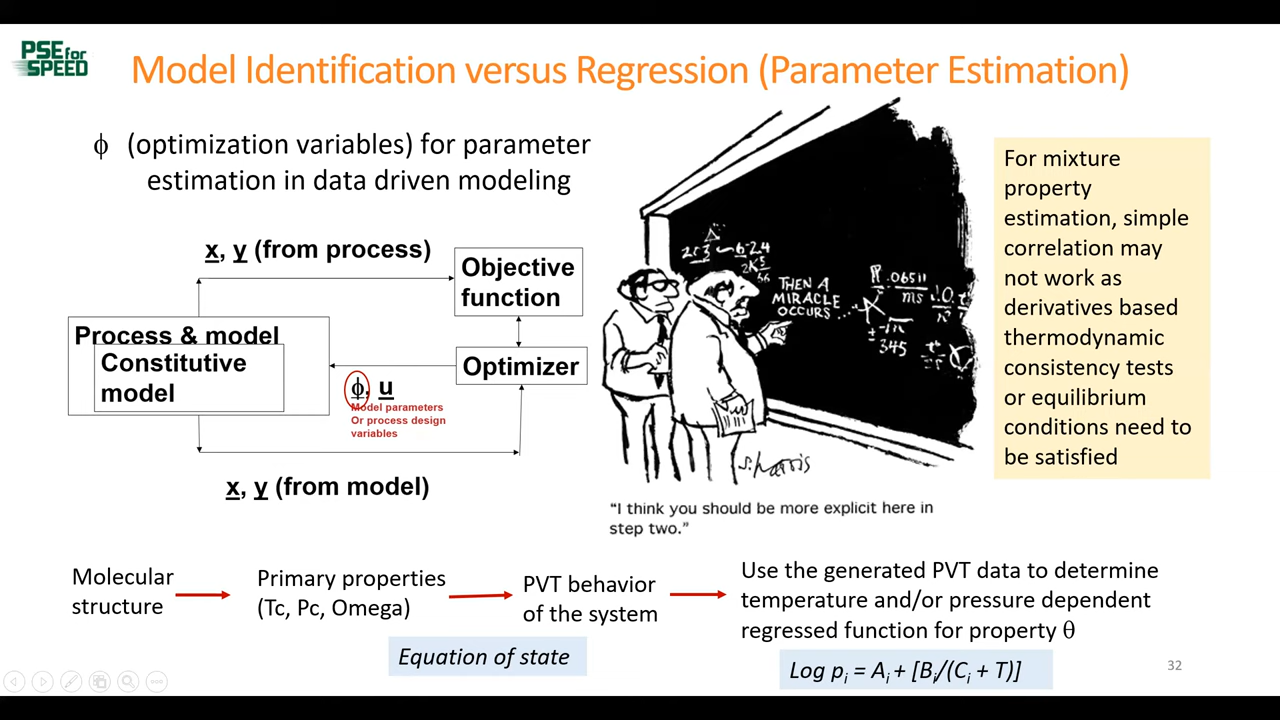 PSE for
SPEED
Model Identification versus Regression (Parameter Estimation)
ϕ (optimization variables) for parameter
estimation in data driven modeling
x, y (from process)
Objective
function
Process & model
Constitutive
model
Optimizer
ϕ, u
Model parameters
Or process design
variables
x, y (from model)
THEN A
MIRACLE
OCCURS...
S. Harris
"I think you should be more explicit here in
step two."
For mixture
property
estimation, simple
correlation may
not work as
derivatives based
thermodynamic
consistency tests
or equilibrium
conditions need to
be satisfied
Molecular
structure
Primary properties
(Tc, Pc, Omega)
PVT behavior
of the system
Use the generated PVT data to determine
temperature and/or pressure dependent
regressed function for property θ
Equation of state
Log pi = Ai + [Bi/(Ci + T)]
32